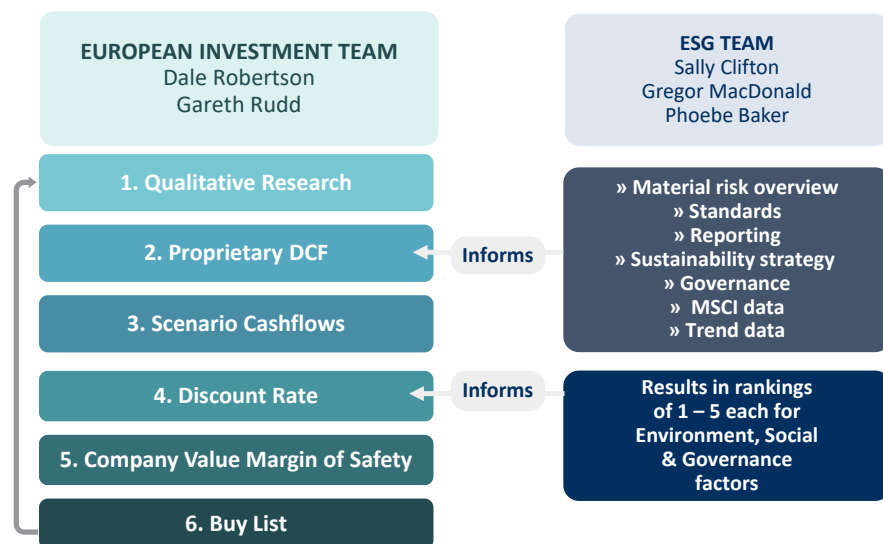 EUROPEAN INVESTMENT TEAM
Dale Robertson
Gareth Rudd
1. Qualitative Research
2. Proprietary DCF
3. Scenario Cashflows
4. Discount Rate
5. Company Value Margin of Safety
6. Buy List
Informs
Informs
ESG TEAM
Sally Clifton
Gregor MacDonald
Phoebe Baker
» Material risk overview
» Standards
» Reporting
» Sustainability strategy
» Governance
» MSCI data
» Trend data
Results in rankings
of 1 – 5 each for
Environment, Social
& Governance
factors